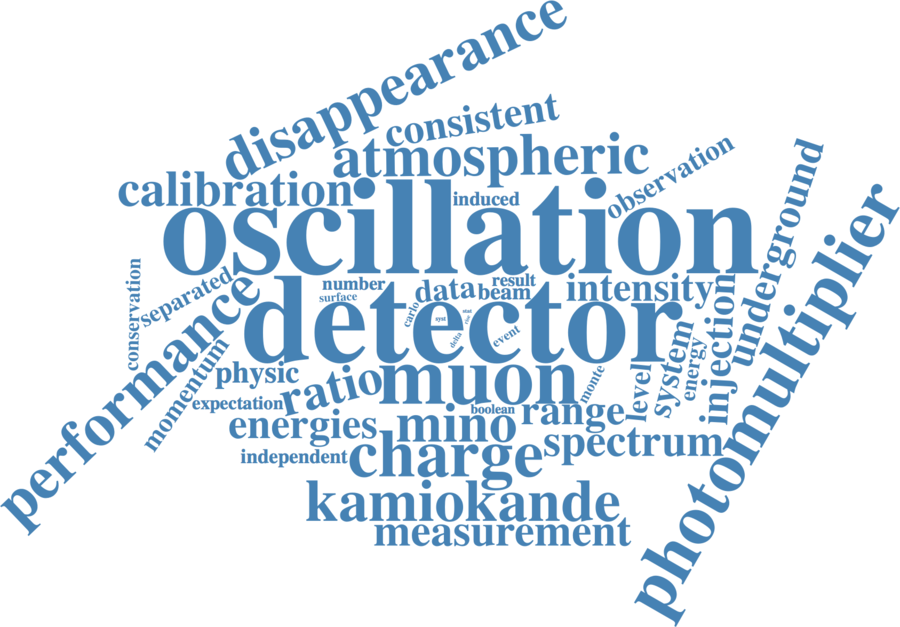 disappearance
consistent
atmospheric
calibration
induced
observation
oscillation
underground
photomultiplier
conservation
separated
number
surface
data
result
beam
intensity
performance
detector
carlo
syst
stat
delta
event
injection
system
energy
level
monte
momentum
physic
ratio
muon
expectation
boolean
range
energies
mino
spectrum
independent
charge
kamiokande
measurement